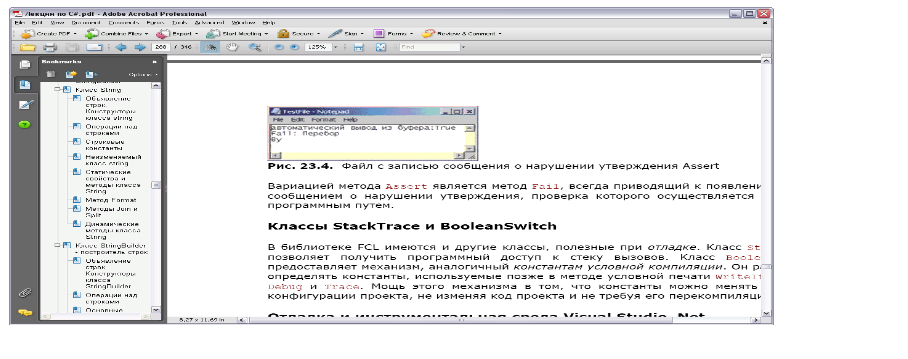 Лекции по C#.pdf - Adobe Acrobat Professional
File Edit View Document Comments Forms Tools Advanced Window Help
Create PDF Combine Files Export Start Meeting Secure Sign Forms Review & Comment
/ 346 125% Find
Bookmarks
Options
Класс String
Объявление
строк.
Конструкторы
класса string
Операции над
строками
Строковые
константы
Неизменяемый
класс string
Статические
свойства и
методы класса
String
Метод Format
Методы Join и
Split
Динамические
методы класса
String
Класс StringBuilder
- построитель строк
Объявление
строк.
Конструкторы
класса
StringBuilder
Операции над
строками
Основные
TestFile - Notepad
File Edit Format Help
автоматический вывод из буфера:True
Fail: Перебор
By
Рис. 23.4. Файл с записью сообщения о нарушении утверждения Assert
Вариацией метода Assert является метод Fail, всегда приводящий к появлени
сообщением о нарушении утверждения, проверка которого осуществляется
программным путем.
Классы StackTrace и BooleanSwitch
В библиотеке FCL имеются и другие классы, полезные при отладке. Класс St
позволяет получить программный доступ к стеку вызовов. Класс Boole
предоставляет механизм, аналогичный константам условной компиляции. Он ра
определять константы, используемые позже в методе условной печати WriteLi
Debug и Trace. Мощь этого механизма в том, что константы можно менять
конфигурации проекта, не изменяя код проекта и не требуя его перекомпиляци
Отладка и инструментальная среда Visual Studio .Net
8,27 x 11,69 in